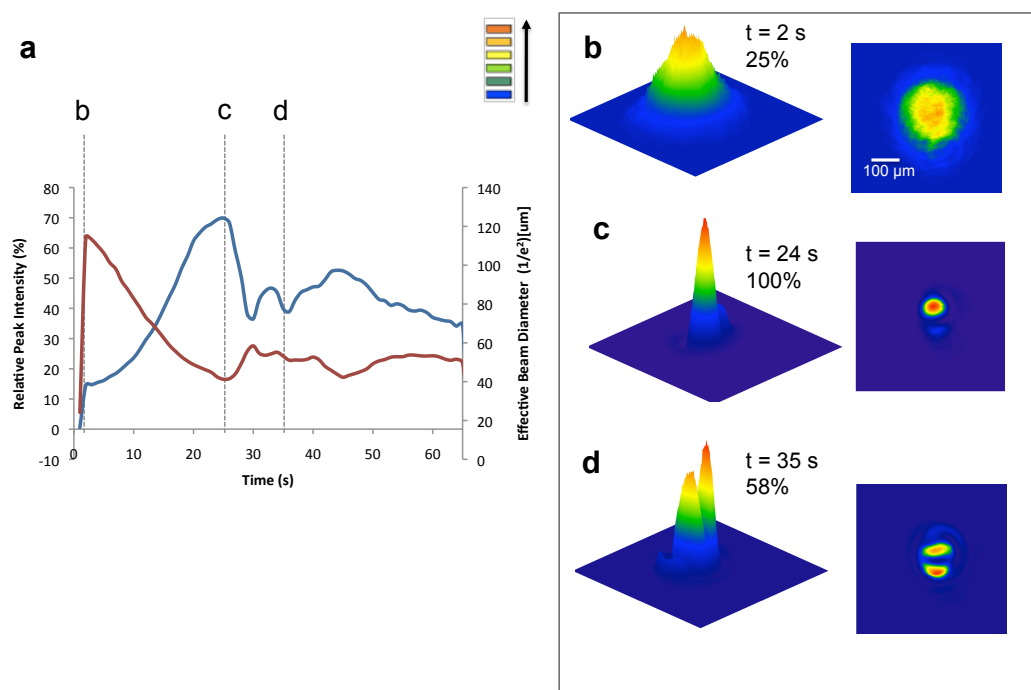 a
b c d
80
70
60
50
40
30
20
10
0
-10
Relative Peak Intensity (%)
140
120
100
80
60
40
20
0
Effective Beam Diameter (1/e²)[um]
0 10 20 30 40 50 60
Time (s)
b
t = 2 s
25%
100 µm
c
t = 24 s
100%
d
t = 35 s
58%